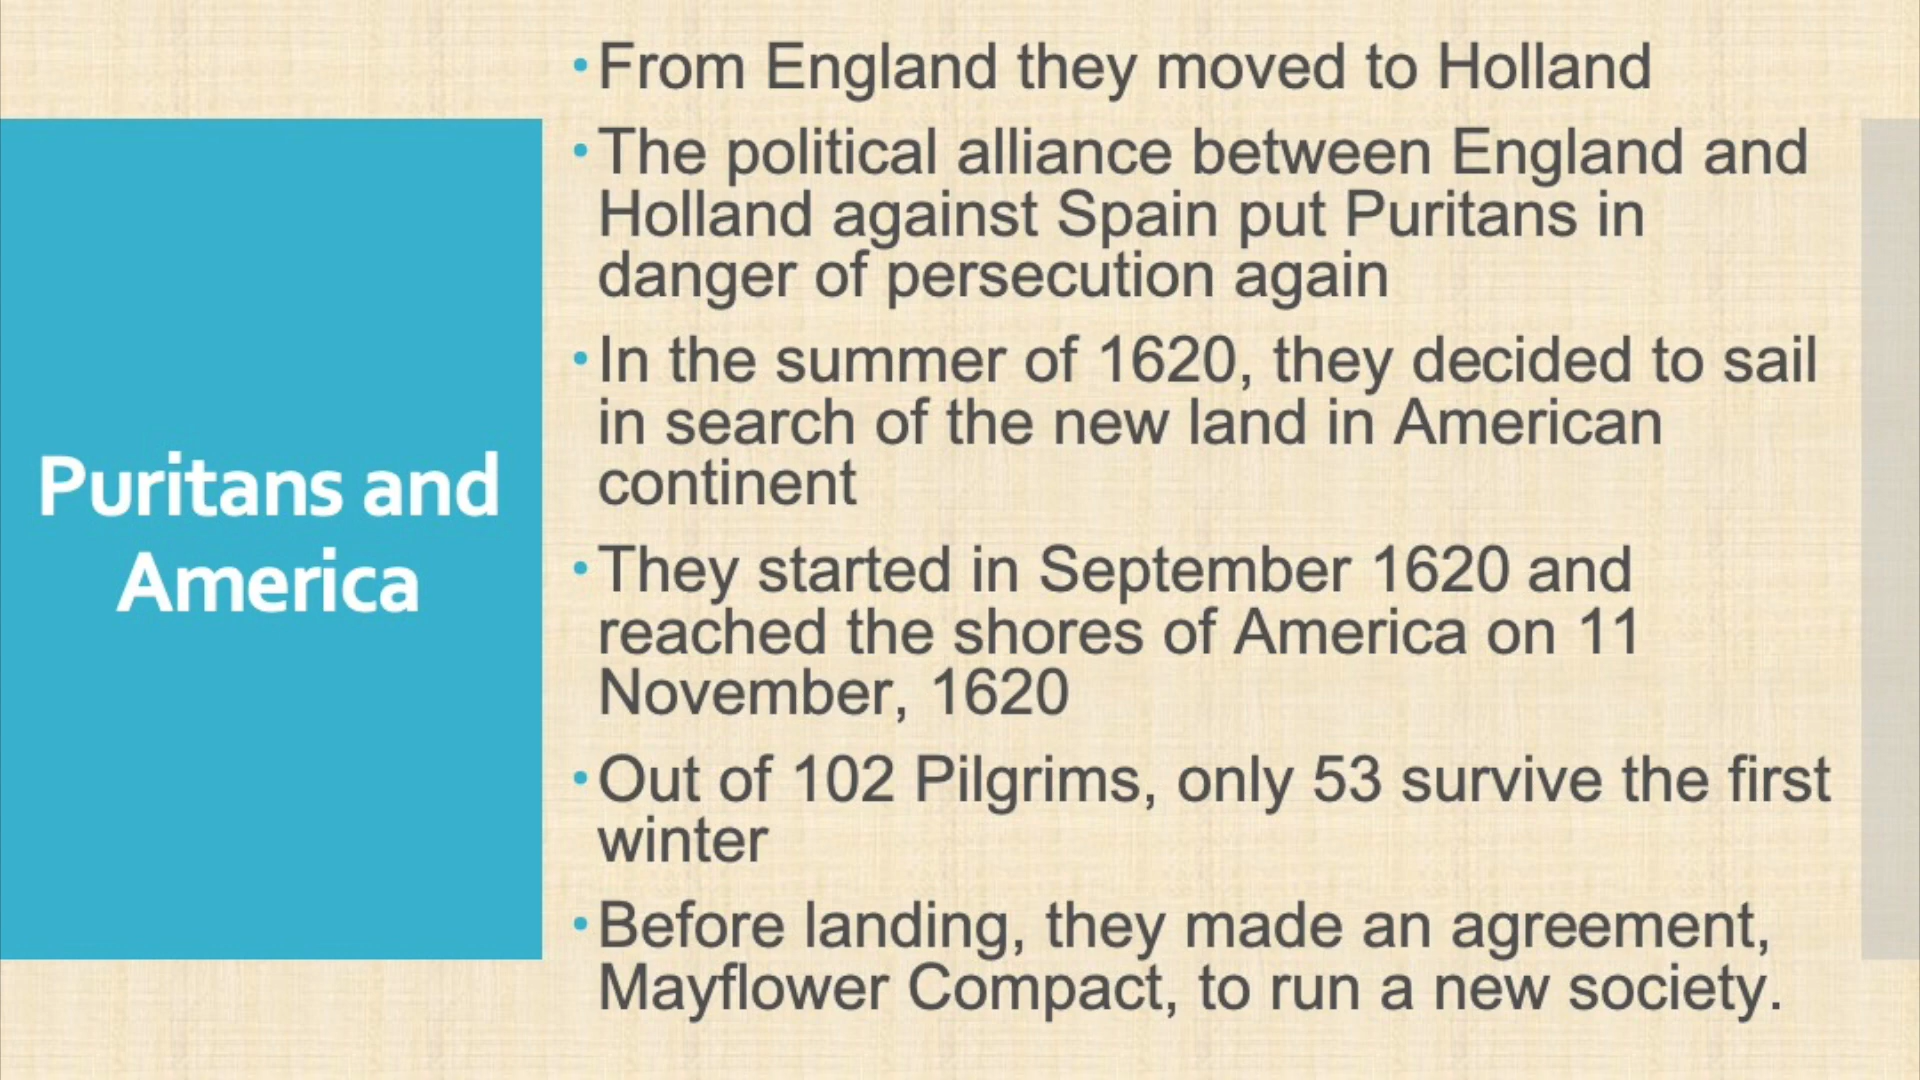 Puritans and
America
• From England they moved to Holland
• The political alliance between England and
Holland against Spain put Puritans in
danger of persecution again
• In the summer of 1620, they decided to sail
in search of the new land in American
continent
• They started in September 1620 and
reached the shores of America on 11
November, 1620
• Out of 102 Pilgrims, only 53 survive the first
winter
• Before landing, they made an agreement,
Mayflower Compact, to run a new society.